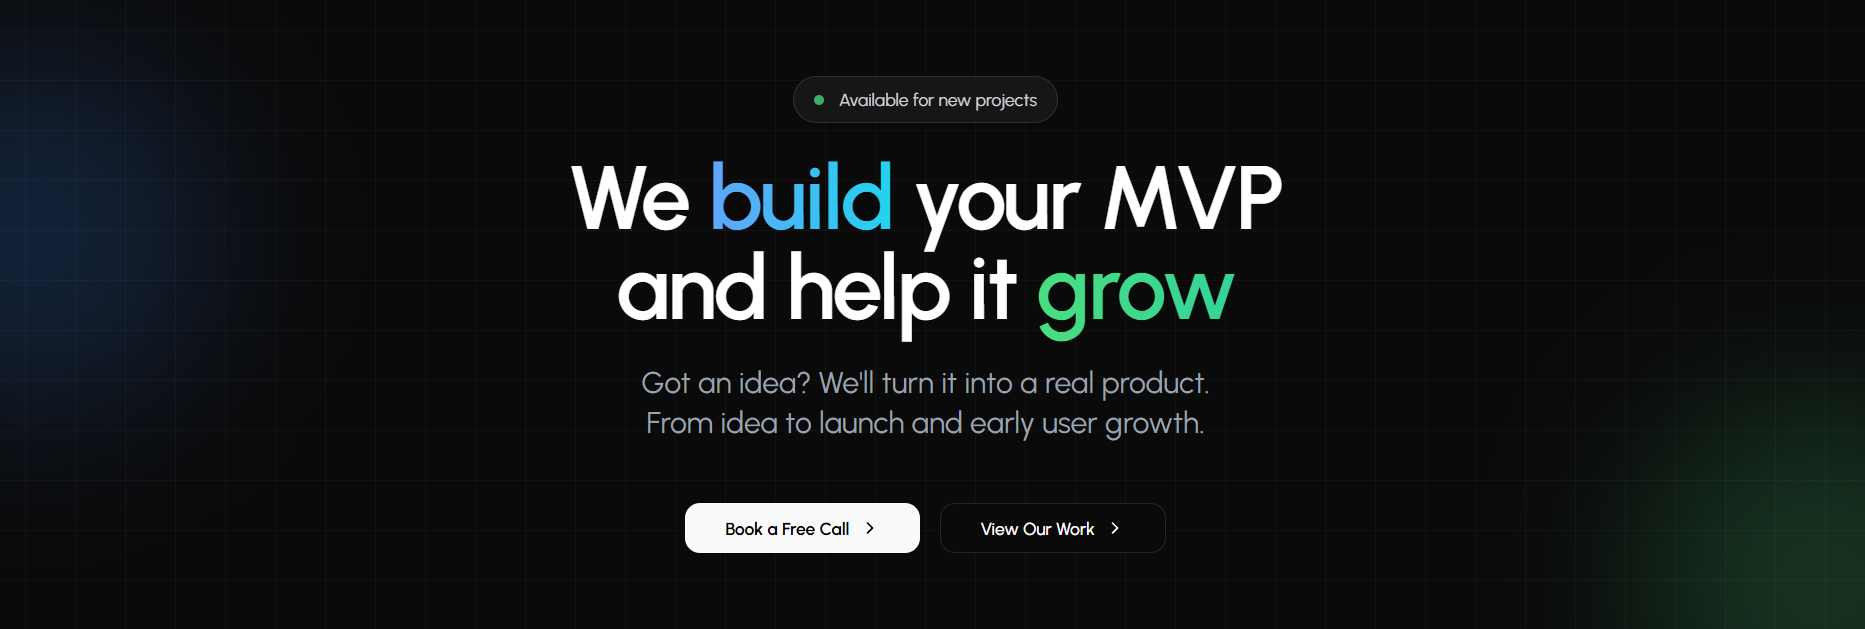 Available for new projects
We build your MVP
and help it grow
Got an idea? We'll turn it into a real product.
From idea to launch and early user growth.
Book a Free Call
View Our Work